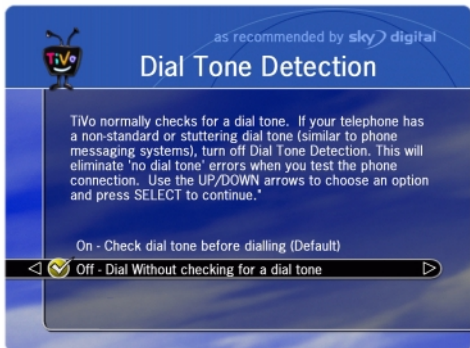 as recommended by sky digital
TiVo
Dial Tone Detection
TiVo normally checks for a dial tone. If your telephone has
a non-standard or stuttering dial tone (similar to phone
messaging systems), turn off Dial Tone Detection. This will
eliminate 'no dial tone' errors when you test the phone
connection. Use the UP/DOWN arrows to choose an option
and press SELECT to continue."
On - Check dial tone before dialling (Default)
Off - Dial Without checking for a dial tone